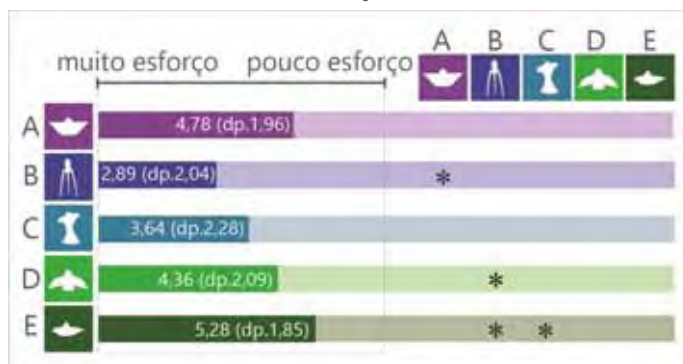 A B C D E
muito esforço pouco esforço
A 4,78 (dp.1,96)
B 2,89 (dp.2,04) *
C 3,64 (dp.2,28)
D 4,36 (dp.2,09) *
E 5,28 (dp.1,85) * *